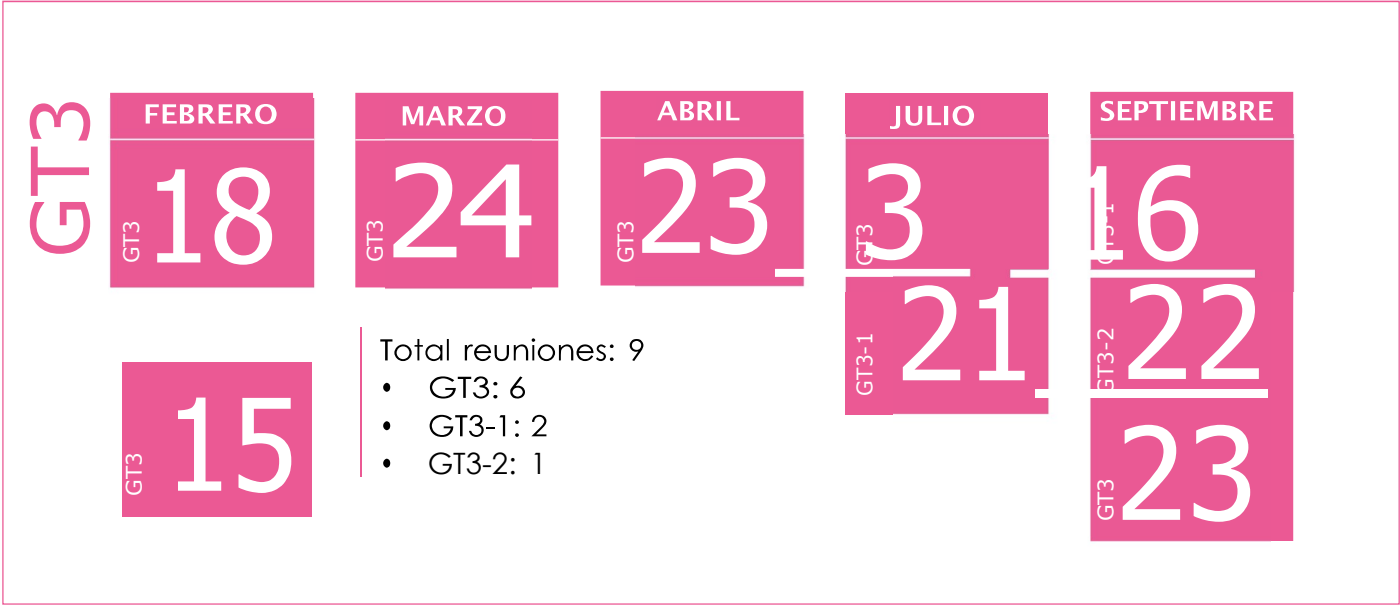 GT3
FEBRERO
GT3 18
MARZO
GT3 24
ABRIL
GT3 23
JULIO
GT3 3
GT3-1 21
SEPTIEMBRE
GT3-1 16
GT3-2 22
GT3 23
GT3 15
Total reuniones: 9
• GT3: 6
• GT3-1: 2
• GT3-2: 1